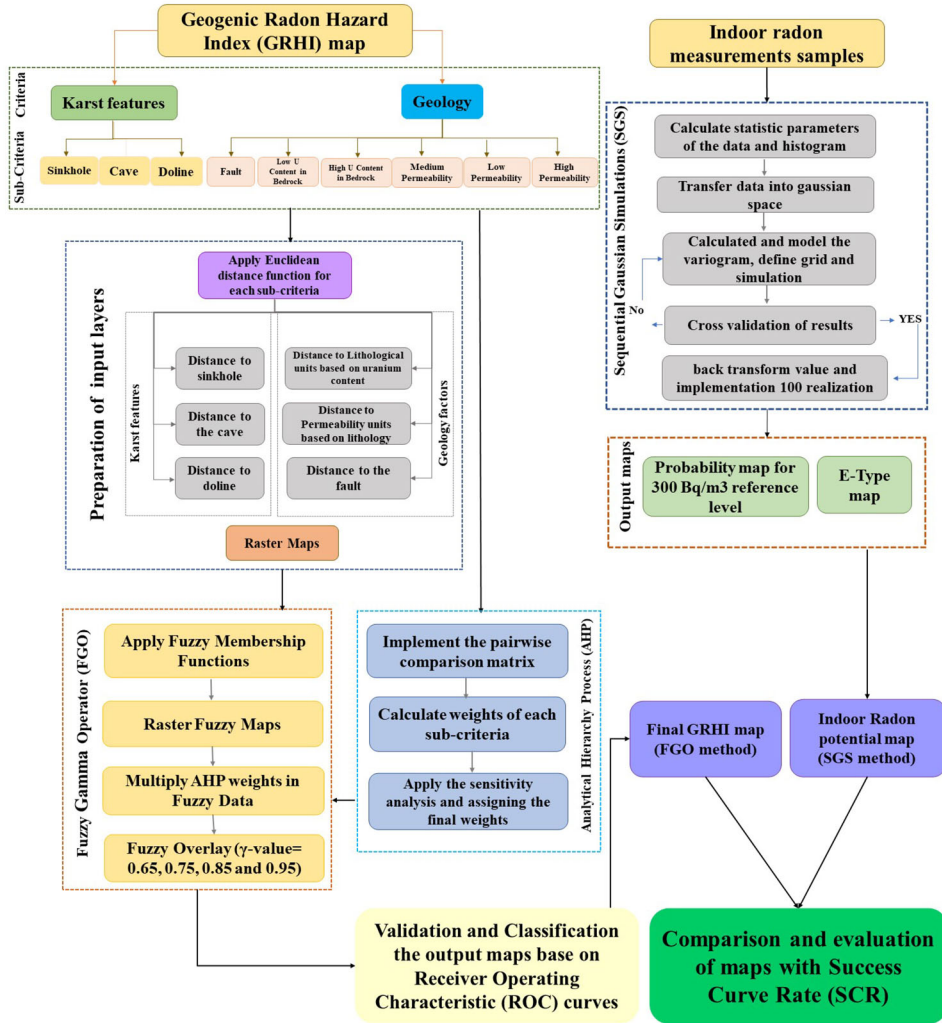 Geogenic Radon Hazard
Index (GRHI) map
Criteria
Sub-Criteria
Karst features
Geology
Sinkhole
Cave
Doline
Fault
Low U
Content in
Bedrock
High U Content
in Bedrock
Medium
Permeability
Low
Permeability
High
Permeability
Preparation of input layers
Apply Euclidean
distance function for
each sub-criteria
Karst features
Distance to
sinkhole
Distance to
the cave
Distance to
doline
Distance to Lithological
units based on uranium
content
Distance to
Permeability units
based on lithology
Distance to the
fault
Geology factors
Raster Maps
Fuzzy Gamma Operator (FGO)
Apply Fuzzy Membership
Functions
Raster Fuzzy Maps
Multiply AHP weights in
Fuzzy Data
Fuzzy Overlay (γ-value=
0.65, 0.75, 0.85 and 0.95)
Implement the pairwise
comparison matrix
Calculate weights of each
sub-criteria
Apply the sensitivity
analysis and assigning the
final weights
Analytical Hierarchy Process (AHP)
Indoor radon
measurements samples
Sequential Gaussian Simulations (SGS)
Calculate statistic parameters
of the data and histogram
Transfer data into gaussian
space
Calculated and model the
variogram, define grid and
simulation
No
Cross validation of results
YES
back transform value and
implementation 100 realization
Output maps
Probability map for
300 Bq/m3 reference
level
E-Type
map
Final GRHI map
(FGO method)
Indoor Radon
potential map
(SGS method)
Validation and Classification
the output maps base on
Receiver Operating
Characteristic (ROC) curves
Comparison and evaluation
of maps with Success
Curve Rate (SCR)